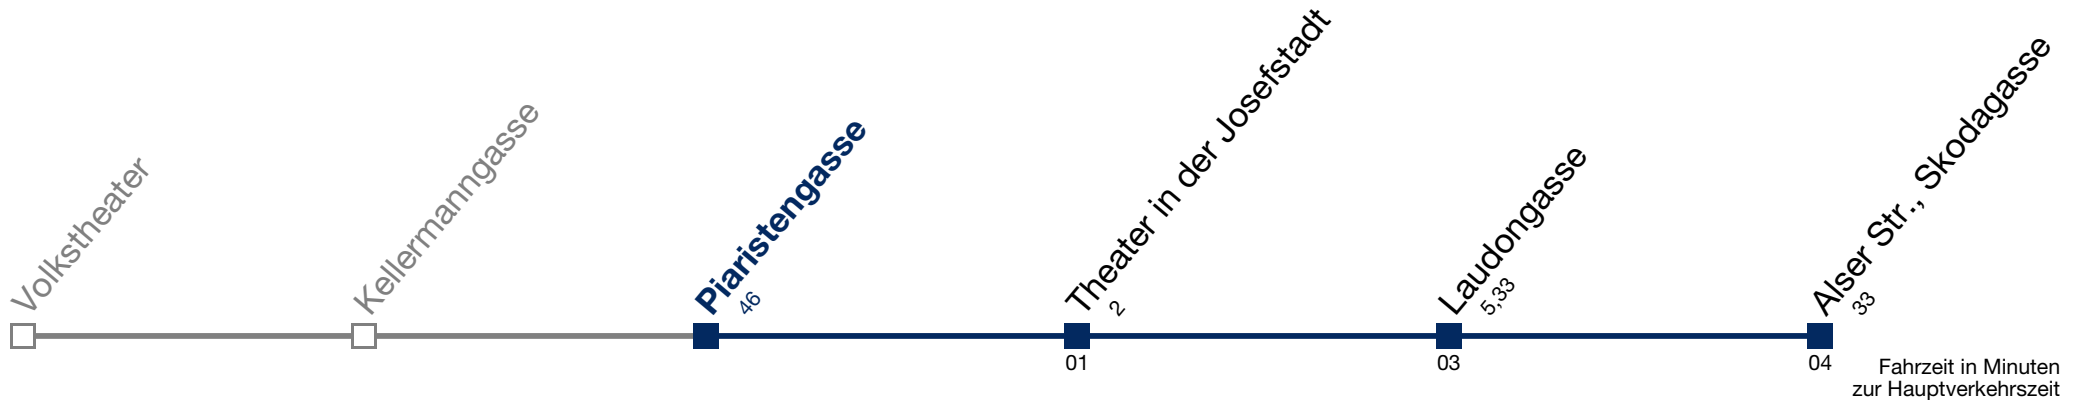 Volkstheater
Kellermanngasse
Piaristengasse
46
Theater in der Josefstadt
2
Laudongasse
5,33
Alser Str., Skodagasse
33
01
03
04
Fahrzeit in Minuten
zur Hauptverkehrszeit